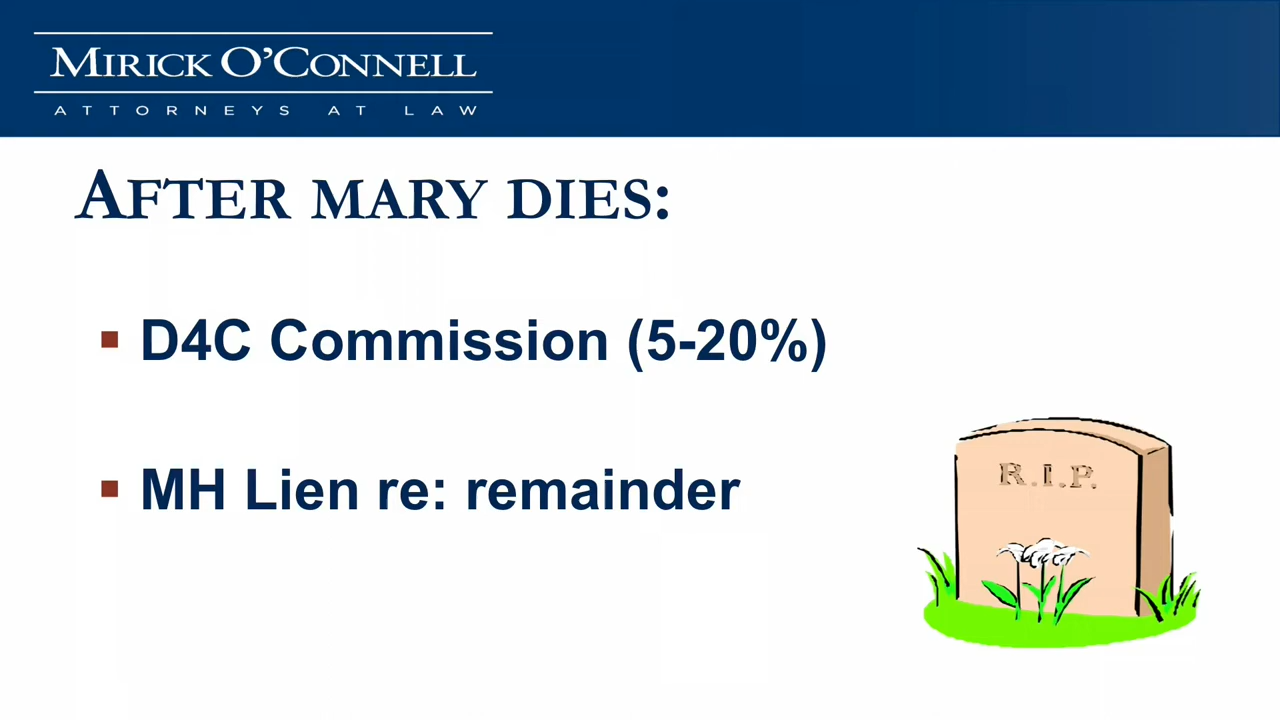 MIRICK O'CONNELL
ATTORNEYS AT LAW
AFTER MARY DIES:
D4C Commission (5-20%)
MH Lien re: remainder
R.I.P.